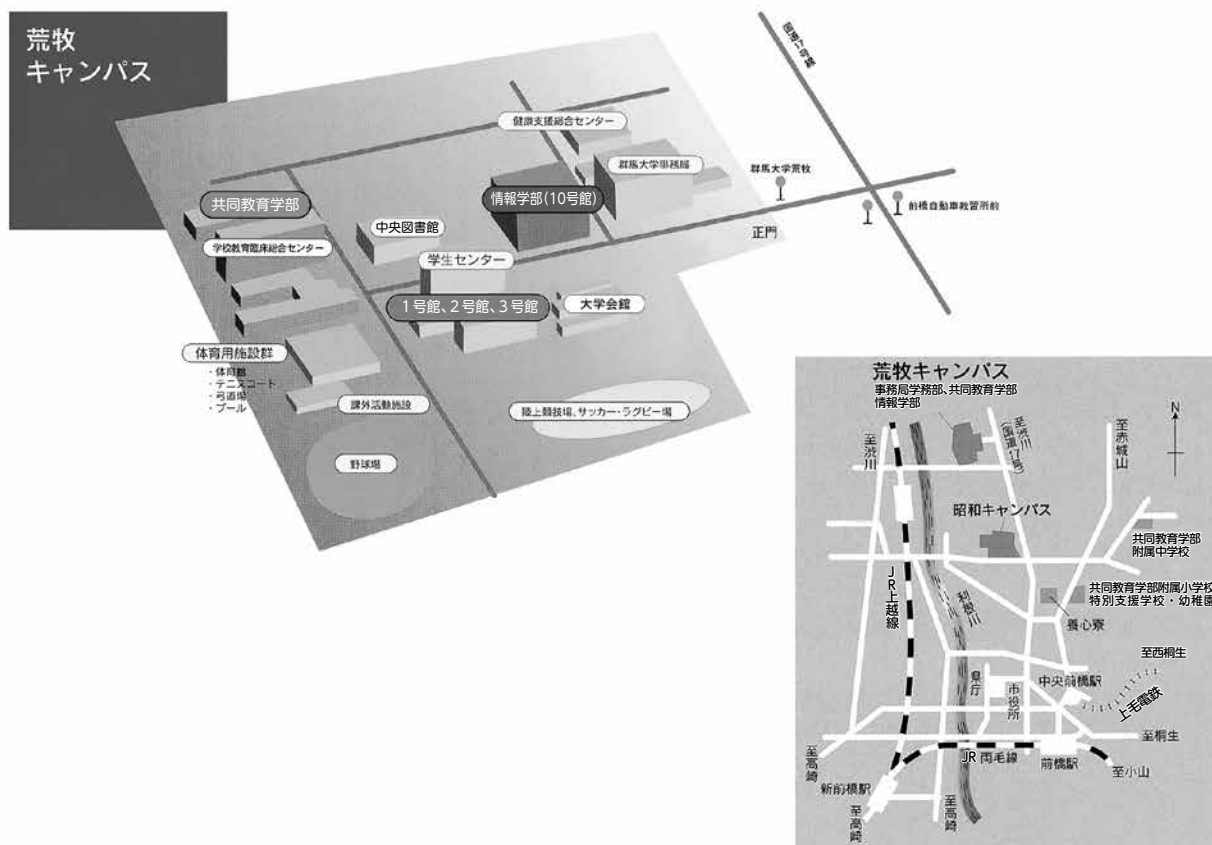 荒牧
キャンパス
国道17号線
健康支援総合センター
群馬大学事務局
群馬大学荒牧
前橋自動車教習所前
情報学部(10号館)
共同教育学部
中央図書館
正門
学校教育臨床総合センター
学生センター
1号館、2号館、3号館
大学会館
体育用施設群
・体育館
・テニスコート
・弓道場
・プール
課外活動施設
陸上競技場、サッカー・ラグビー場
野球場
荒牧キャンパス
事務局学務部、共同教育学部
情報学部
N
至渋川
至渋川
(国道17号)
至赤城山
昭和キャンパス
共同教育学部
附属中学校
JR上越線
利根川
共同教育学部附属小学校
特別支援学校・幼稚園
養心寮
至西桐生
中央前橋駅
県庁
市役所
上毛電鉄
至桐生
至高崎
JR両毛線
前橋駅
至小山
新前橋駅
至高崎
至高崎